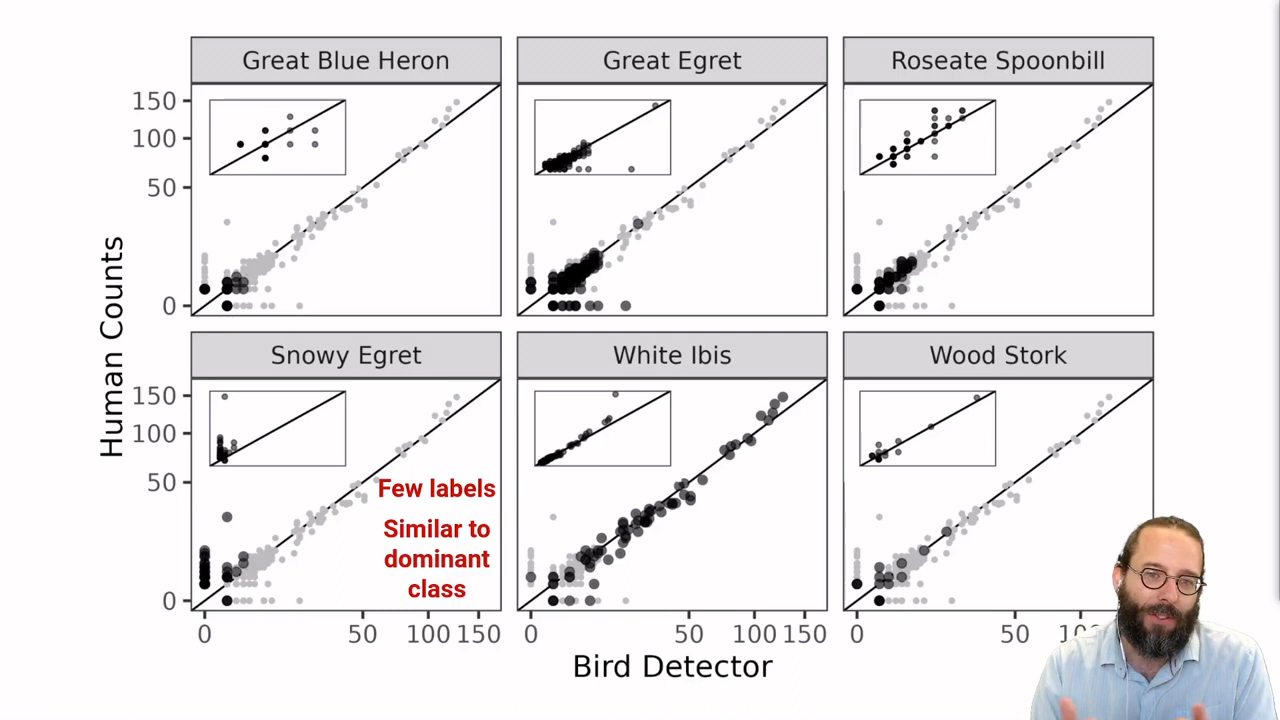 Great Blue Heron
Great Egret
Roseate Spoonbill
150
100
50
0
Snowy Egret
White Ibis
Wood Stork
150
100
50
0
Few labels
Similar to
dominant
class
0 50 100 150
0 50 100 150
0 50
Human Counts
Bird Detector